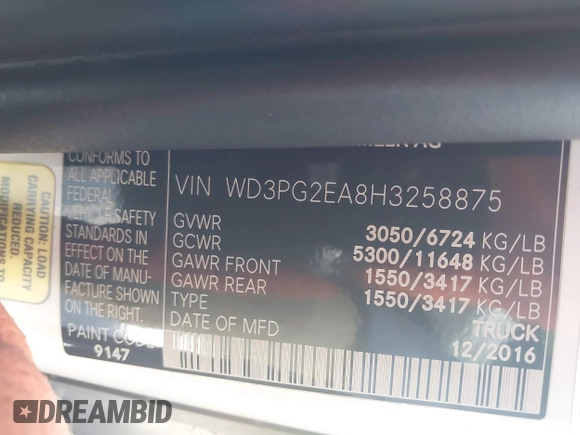 CAUTION: LOAD
CARRYING CAPACITY
REDUCED.
MODIFICATIONS TO
CONFORMS TO
ALL APPLICABLE
FEDERAL
VEHICLE SAFETY
STANDARDS IN
EFFECT ON THE
DATE OF MANU-
FACTURE SHOWN
ON THE RIGHT.
PAINT CODE
9147
AG
VIN WD3PG2EA8H3258875
GVWR 3050/6724 KG/LB
GCWR 5300/11648 KG/LB
GAWR FRONT 1550/3417 KG/LB
GAWR REAR 1550/3417 KG/LB
TYPE TRUCK
DATE OF MFD 12/2016
DREAMBID